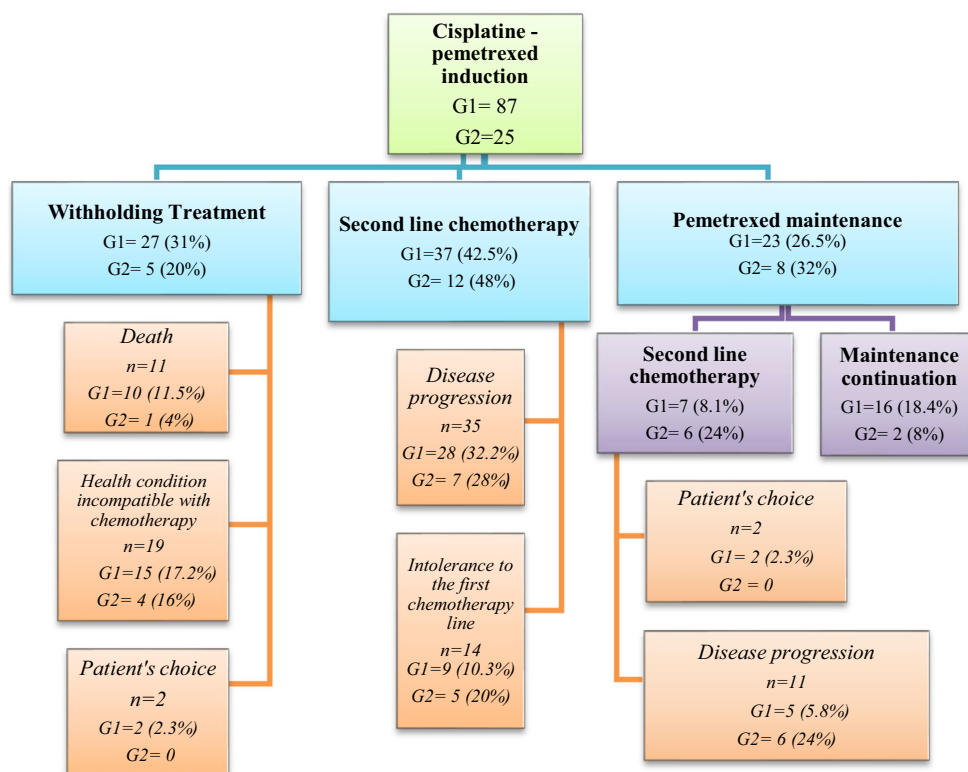 Cisplatine -
pemetrexed
induction
G1= 87
G2=25
Withholding Treatment
G1= 27 (31%)
G2= 5 (20%)
Death
n=11
G1=10 (11.5%)
G2= 1 (4%)
Health condition
incompatible with
chemotherapy
n=19
G1=15 (17.2%)
G2= 4 (16%)
Patient's choice
n=2
G1=2 (2.3%)
G2= 0
Second line chemotherapy
G1=37 (42.5%)
G2= 12 (48%)
Disease
progression
n=35
G1=28 (32.2%)
G2= 7 (28%)
Intolerance to
the first
chemotherapy
line
n=14
G1=9 (10.3%)
G2= 5 (20%)
Pemetrexed maintenance
G1=23 (26.5%)
G2= 8 (32%)
Second line
chemotherapy
G1=7 (8.1%)
G2= 6 (24%)
Patient's choice
n=2
G1= 2 (2.3%)
G2 = 0
Disease progression
n=11
G1=5 (5.8%)
G2= 6 (24%)
Maintenance
continuation
G1=16 (18.4%)
G2= 2 (8%)